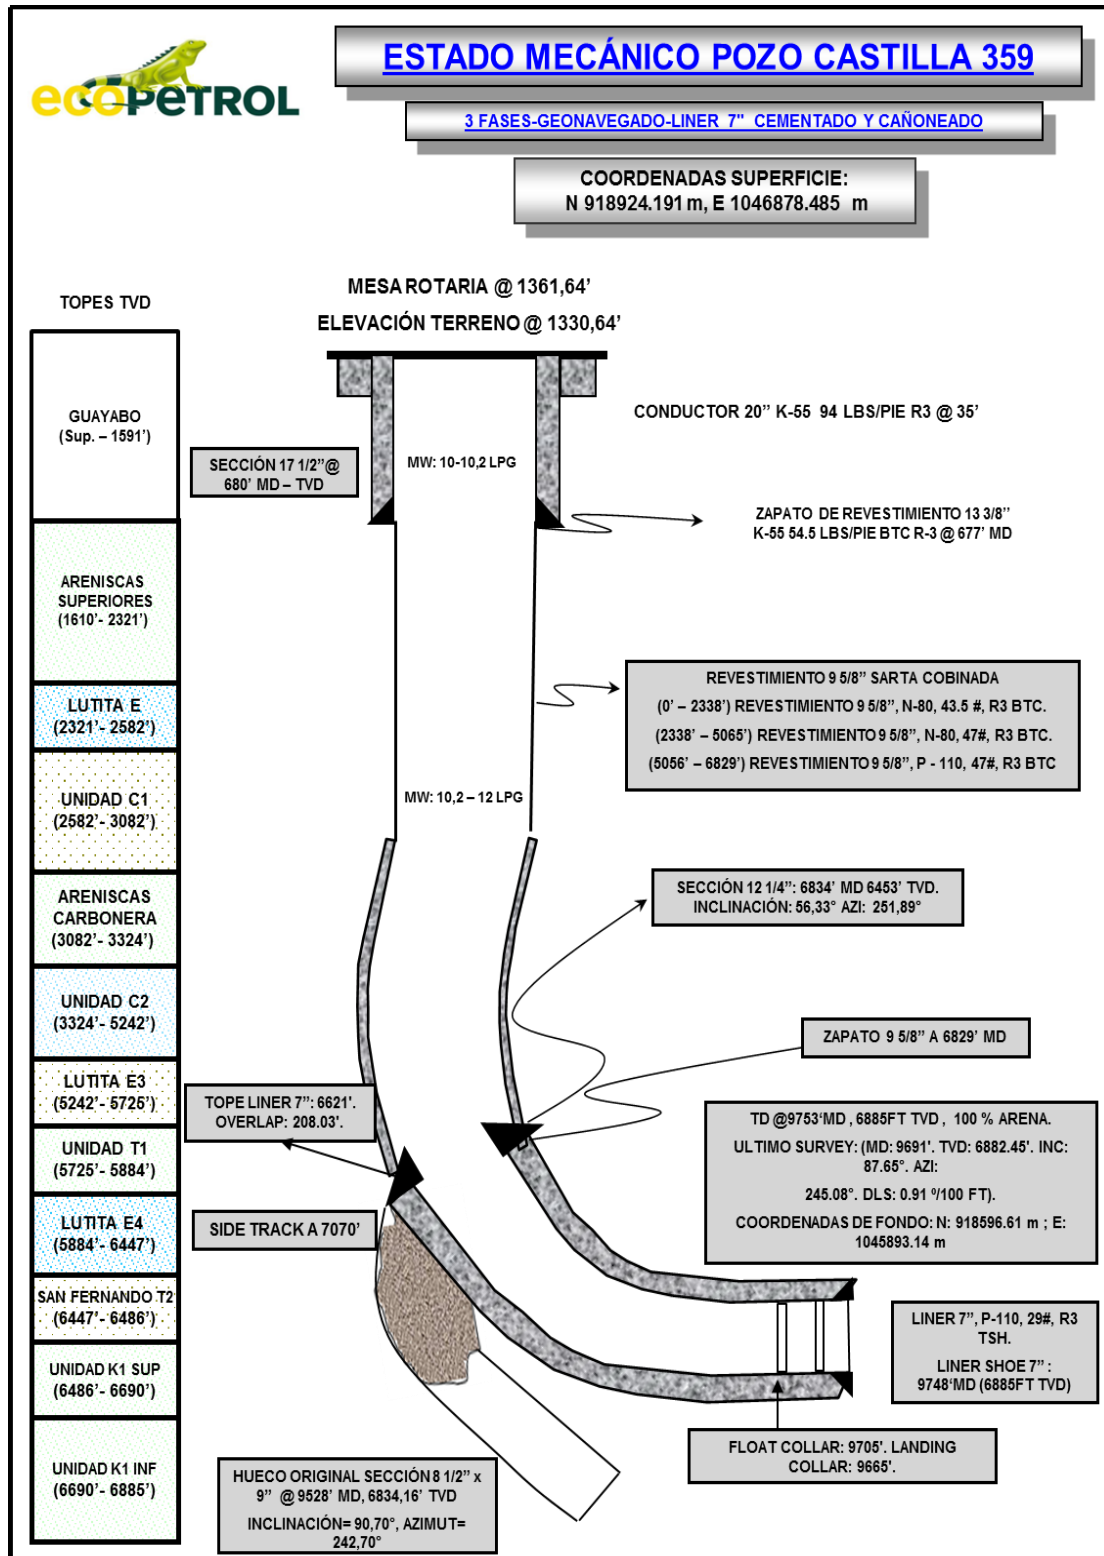 ecoPETROL
ESTADO MECÁNICO POZO CASTILLA 359
3 FASES-GEONAVEGADO-LINER 7" CEMENTADO Y CAÑONEADO
COORDENADAS SUPERFICIE:
N 918924.191 m, E 1046878.485 m
MESA ROTARIA @ 1361,64’
ELEVACIÓN TERRENO @ 1330,64’
TOPES TVD
GUAYABO
(Sup. – 1591’)
ARENISCAS
SUPERIORES
(1610’- 2321’)
LUTITA E
(2321’- 2582’)
UNIDAD C1
(2582’- 3082’)
ARENISCAS
CARBONERA
(3082’- 3324’)
UNIDAD C2
(3324’- 5242’)
LUTITA E3
(5242’- 5725’)
UNIDAD T1
(5725’- 5884’)
LUTITA E4
(5884’- 6447’)
SAN FERNANDO T2
(6447’- 6486’)
UNIDAD K1 SUP
(6486’- 6690’)
UNIDAD K1 INF
(6690’- 6885’)
CONDUCTOR 20” K-55 94 LBS/PIE R3 @ 35’
SECCIÓN 17 1/2”@
680’ MD – TVD
MW: 10-10,2 LPG
ZAPATO DE REVESTIMIENTO 13 3/8”
K-55 54.5 LBS/PIE BTC R-3 @ 677’ MD
REVESTIMIENTO 9 5/8” SARTA COBINADA
(0’ – 2338’) REVESTIMIENTO 9 5/8”, N-80, 43.5 #, R3 BTC.
(2338’ – 5065’) REVESTIMIENTO 9 5/8”, N-80, 47#, R3 BTC.
(5056’ – 6829’) REVESTIMIENTO 9 5/8”, P - 110, 47#, R3 BTC
MW: 10,2 – 12 LPG
SECCIÓN 12 1/4”: 6834’ MD 6453’ TVD.
INCLINACIÓN: 56,33° AZI: 251,89°
ZAPATO 9 5/8” A 6829’ MD
TOPE LINER 7”: 6621’.
OVERLAP: 208.03’.
SIDE TRACK A 7070’
TD @9753‘MD , 6885FT TVD , 100 % ARENA.
ULTIMO SURVEY: (MD: 9691’. TVD: 6882.45’. INC:
87.65°. AZI:
245.08°. DLS: 0.91 º/100 FT).
COORDENADAS DE FONDO: N: 918596.61 m ; E:
1045893.14 m
LINER 7”, P-110, 29#, R3
TSH.
LINER SHOE 7” :
9748‘MD (6885FT TVD)
FLOAT COLLAR: 9705’. LANDING
COLLAR: 9665’.
HUECO ORIGINAL SECCIÓN 8 1/2” x
9” @ 9528’ MD, 6834,16’ TVD
INCLINACIÓN= 90,70°, AZIMUT=
242,70°